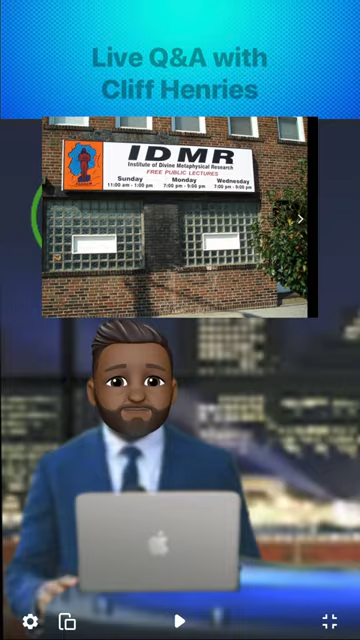 Live Q&A with
Cliff Henries
IDMR
Institute of Divine Metaphysical Research
FREE PUBLIC LECTURES
Sunday Monday Wednesday
11:00 am - 1:00 pm 7:00 pm - 9:00 pm 7:00 pm - 9:00 pm